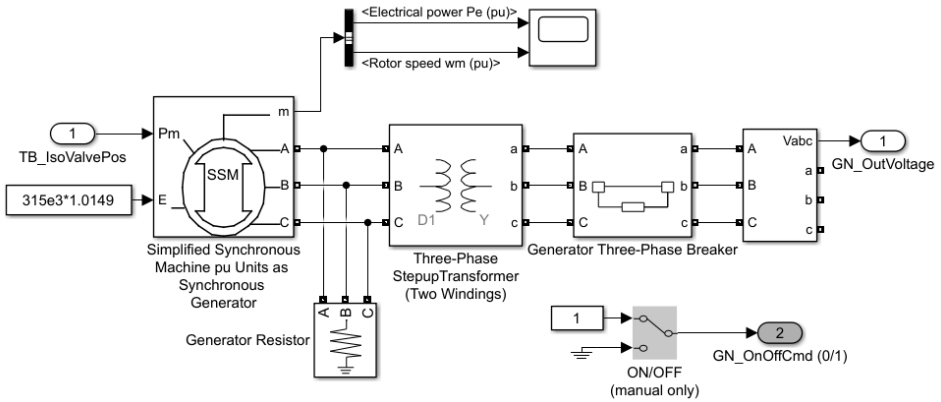 <Electrical power Pe (pu)>
<Rotor speed wm (pu)>
1
TB_IsoValvePos
315e3*1.0149
Pm
E
SSM
m
A
B
C
Simplified Synchronous
Machine pu Units as
Synchronous
Generator
A
B
C
D1
Y
a
b
c
Three-Phase
StepupTransformer
(Two Windings)
A
B
C
a
b
c
Generator Three-Phase Breaker
A
B
C
Vabc
a
b
c
1
GN_OutVoltage
A B C
Generator Resistor
1
ON/OFF
(manual only)
2
GN_OnOffCmd (0/1)